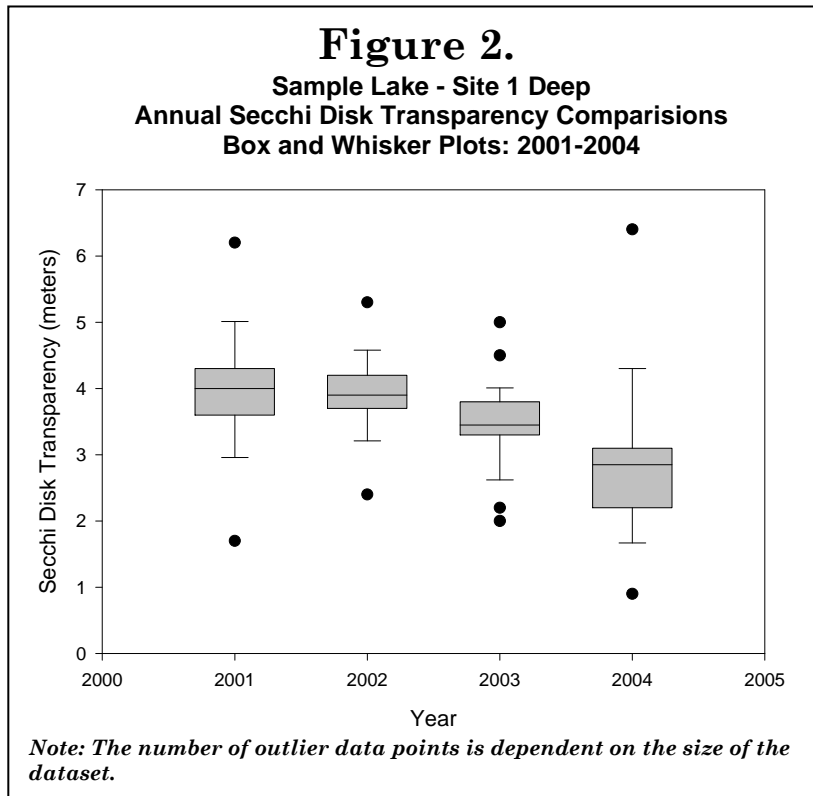 Figure 2.
Sample Lake - Site 1 Deep
Annual Secchi Disk Transparency Comparisions
Box and Whisker Plots: 2001-2004
Secchi Disk Transparency (meters)
7
6
5
4
3
2
1
0
2000 2001 2002 2003 2004 2005
Year
Note: The number of outlier data points is dependent on the size of the
dataset.